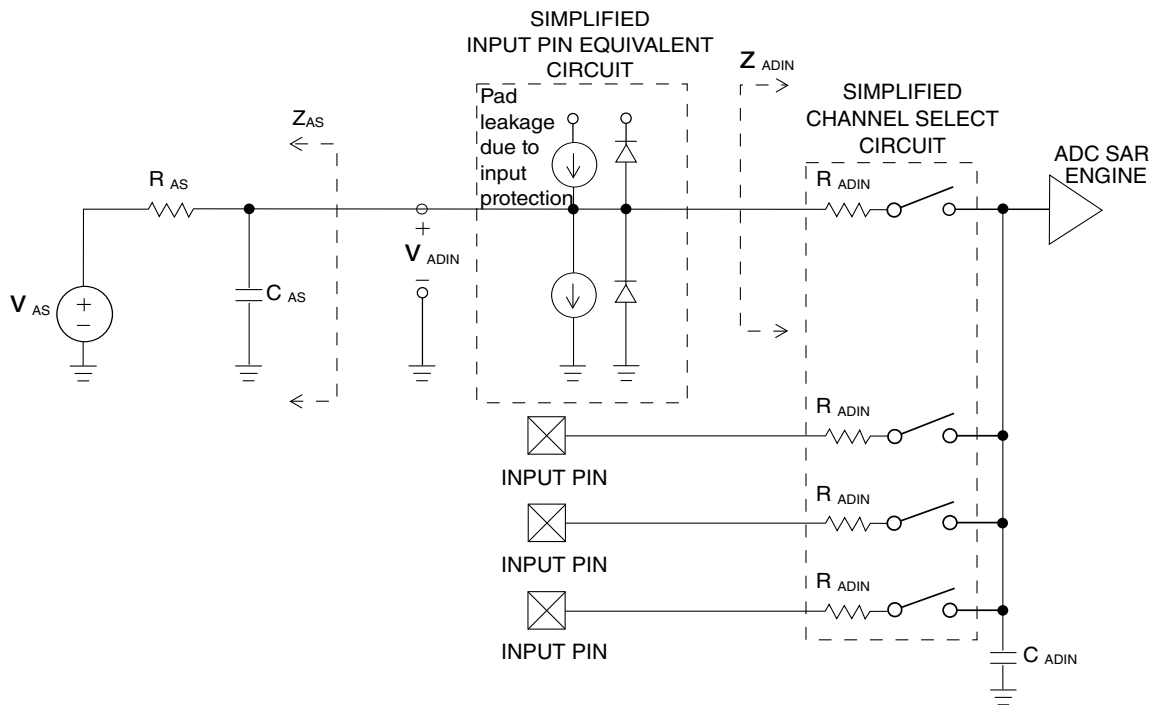 SIMPLIFIED
INPUT PIN EQUIVALENT
CIRCUIT
Pad
leakage
due to
input
protection
Z ADIN
SIMPLIFIED
CHANNEL SELECT
CIRCUIT
ADC SAR
ENGINE
ZAS
R AS
R ADIN
+
V ADIN
–
C AS
V AS
+
–
R ADIN
INPUT PIN
R ADIN
INPUT PIN
R ADIN
INPUT PIN
C ADIN